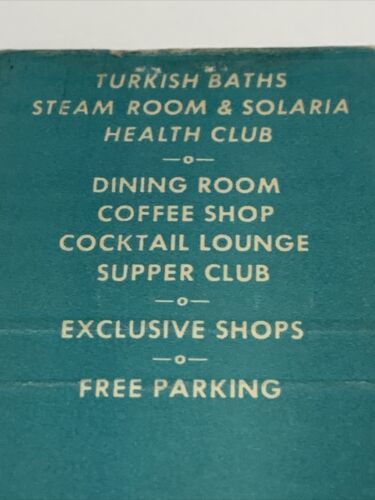 TURKISH BATHS
STEAM ROOM & SOLARIA
HEALTH CLUB
—o—
DINING ROOM
COFFEE SHOP
COCKTAIL LOUNGE
SUPPER CLUB
—o—
EXCLUSIVE SHOPS
—o—
FREE PARKING